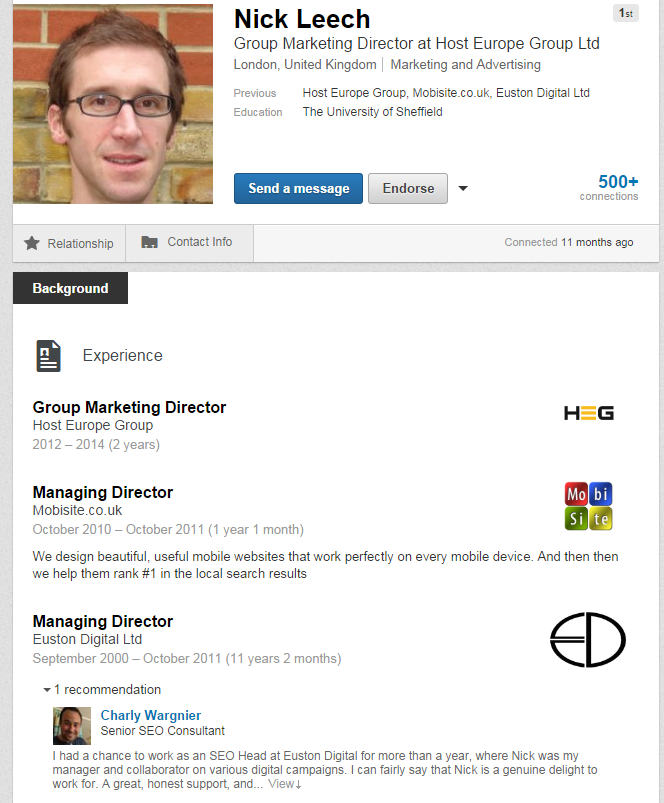 Nick Leech
1st
Group Marketing Director at Host Europe Group Ltd
London, United Kingdom | Marketing and Advertising
Previous Host Europe Group, Mobisite.co.uk, Euston Digital Ltd
Education The University of Sheffield
Send a message Endorse
500+
connections
Relationship Contact Info Connected 11 months ago
Background
Experience
Group Marketing Director
HEG
Host Europe Group
2012 – 2014 (2 years)
Managing Director
Mo bi
Si te
Mobisite.co.uk
October 2010 – October 2011 (1 year 1 month)
We design beautiful, useful mobile websites that work perfectly on every mobile device. And then then
we help them rank #1 in the local search results
Managing Director
ED
Euston Digital Ltd
September 2000 – October 2011 (11 years 2 months)
1 recommendation
Charly Wargnier
Senior SEO Consultant
I had a chance to work as an SEO Head at Euston Digital for more than a year, where Nick was my
manager and collaborator on various digital campaigns. I can fairly say that Nick is a genuine delight to
work for. A great, honest support, and... View↓